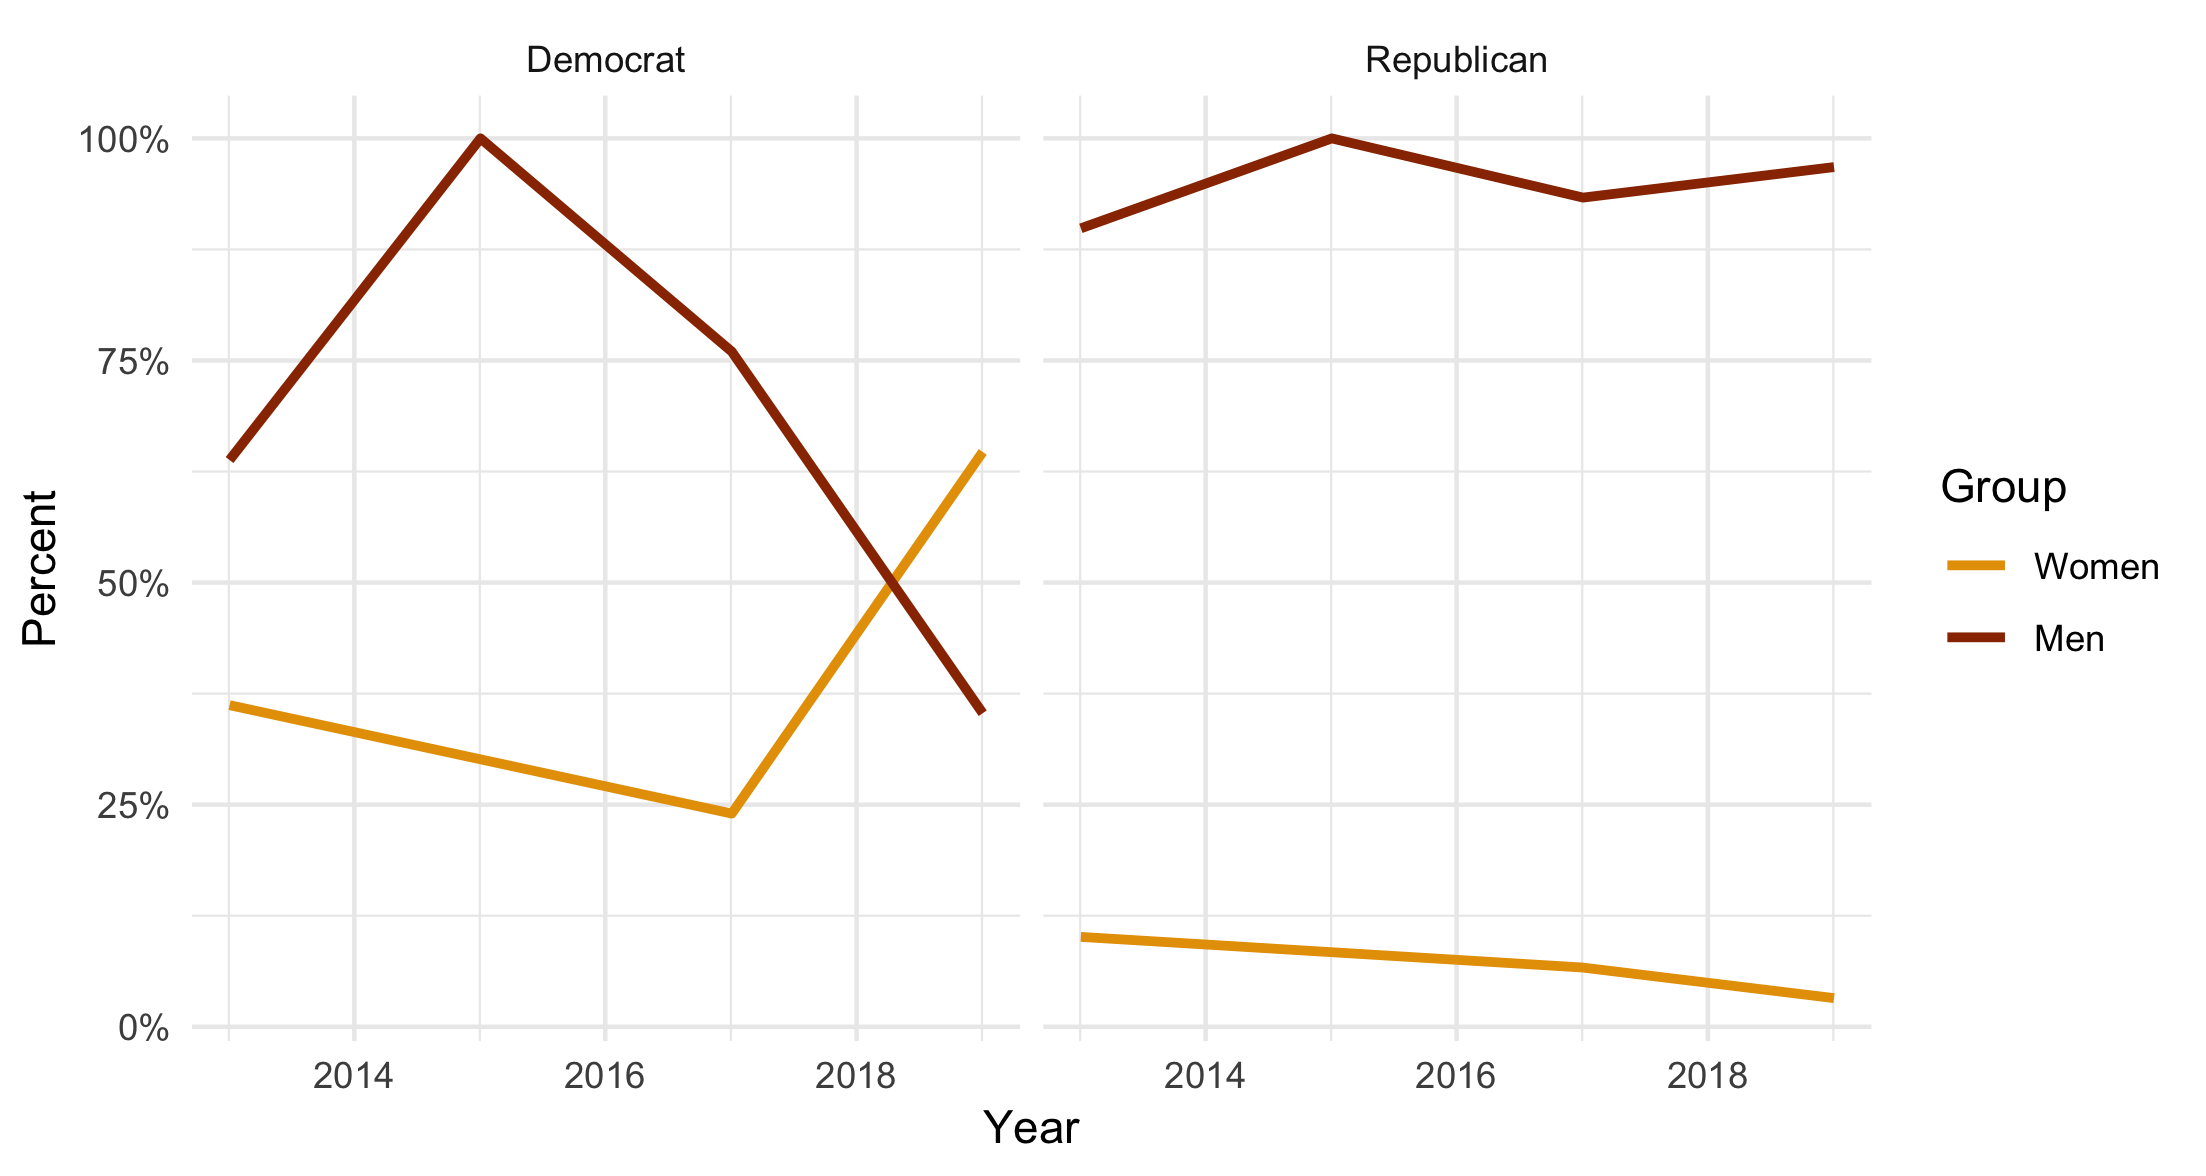 Democrat
Republican
100%
75%
50%
25%
0%
Percent
2014 2016 2018
2014 2016 2018
Year
Group
Women
Men